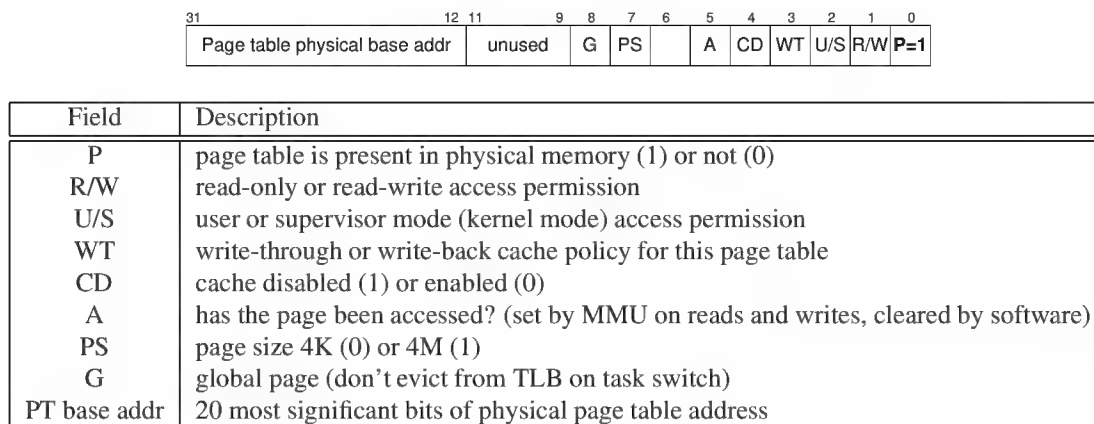 31 12 11 9 8 7 6 5 4 3 2 1 0
Page table physical base addr unused G PS A CD WT U/S R/W P=1
Field Description
P page table is present in physical memory (1) or not (0)
R/W read-only or read-write access permission
U/S user or supervisor mode (kernel mode) access permission
WT write-through or write-back cache policy for this page table
CD cache disabled (1) or enabled (0)
A has the page been accessed? (set by MMU on reads and writes, cleared by software)
PS page size 4K (0) or 4M (1)
G global page (don't evict from TLB on task switch)
PT base addr 20 most significant bits of physical page table address